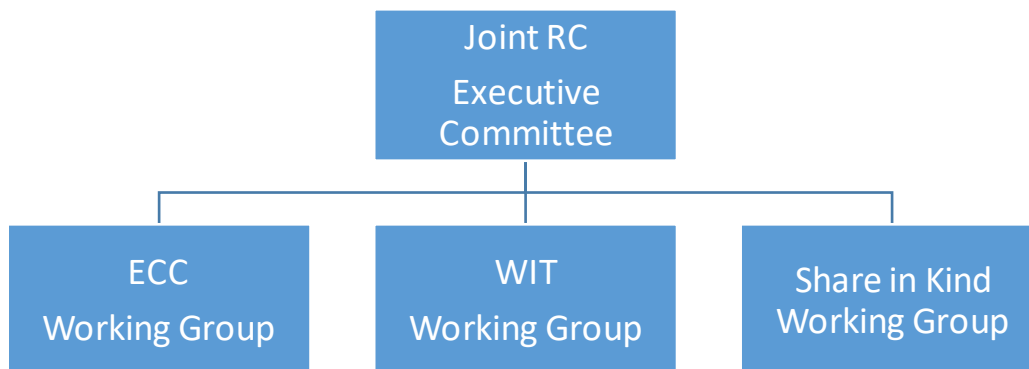 Joint RC
Executive
Committee
ECC
Working Group
WIT
Working Group
Share in Kind
Working Group